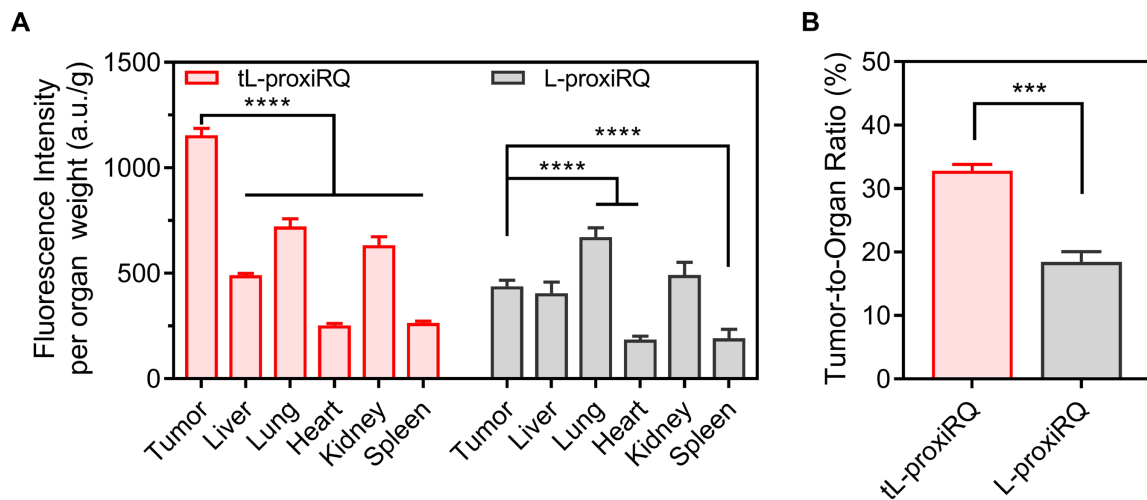 A
Fluorescence Intensity
per organ weight (a.u./g)
1500
1000
500
0
tL-proxiRQ
L-proxiRQ
****
****
****
Tumor
Liver
Lung
Heart
Kidney
Spleen
Tumor
Liver
Lung
Heart
Kidney
Spleen
B
Tumor-to-Organ Ratio (%)
50
40
30
20
10
0
***
tL-proxiRQ
L-proxiRQ